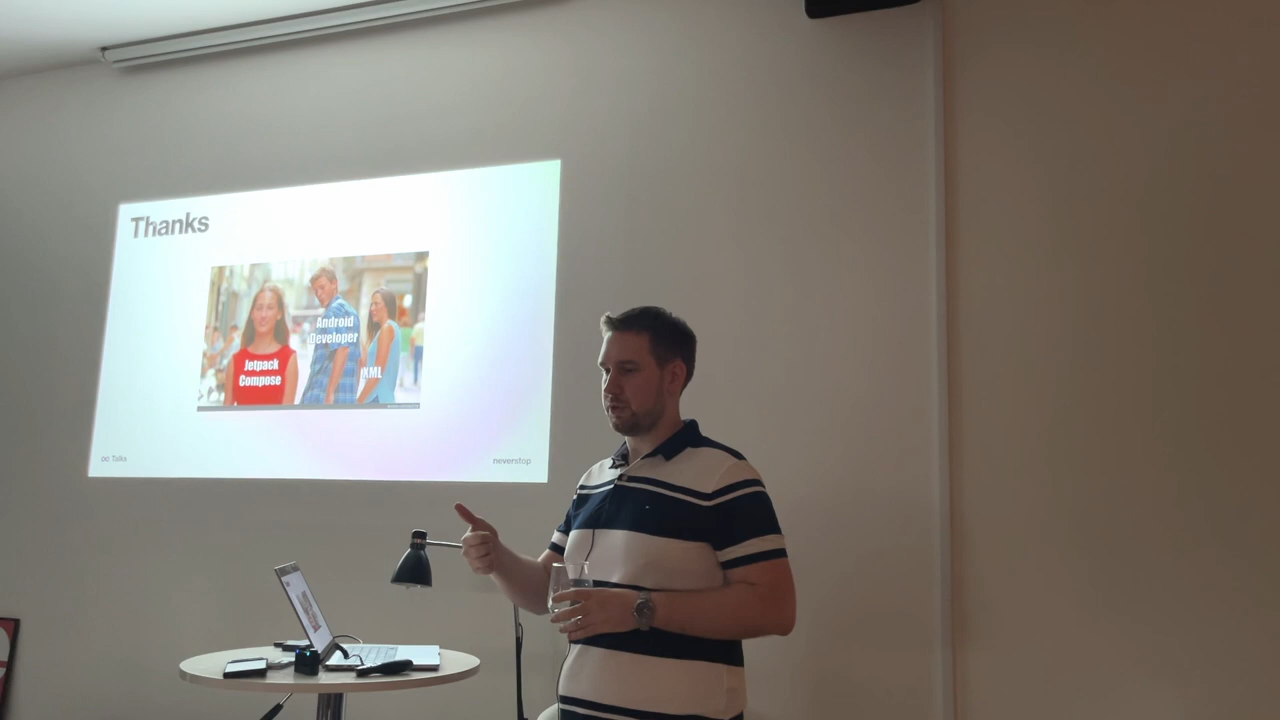 Thanks
Android
Developer
Jetpack
Compose
XML
∞ Talks
neverstop